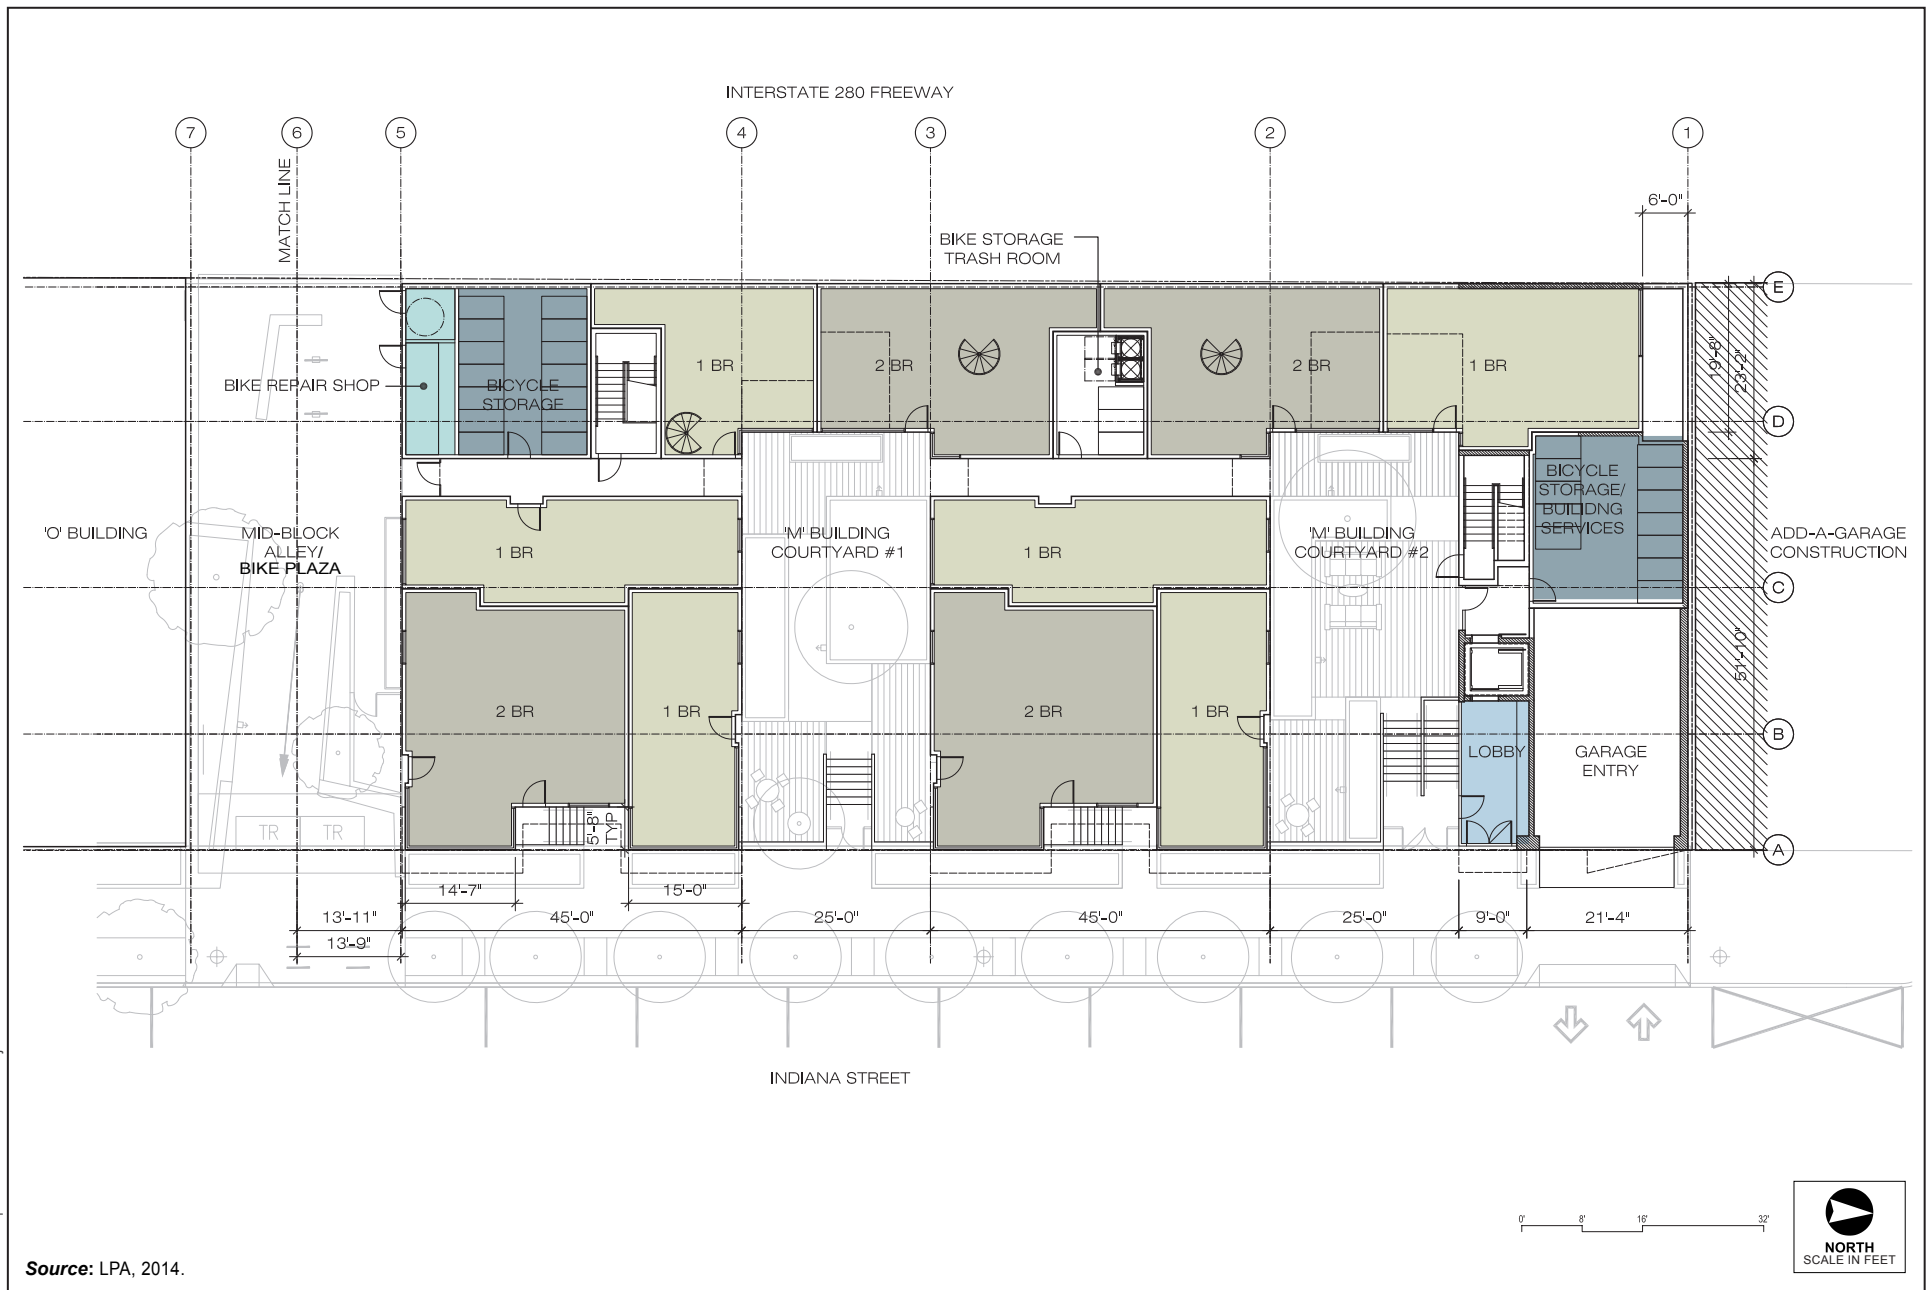 INTERSTATE 280 FREEWAY
7
6
5
4
3
2
1
MATCH LINE
6'-0"
BIKE STORAGE
TRASH ROOM
E
19'-8"
23'-2"
1 BR
2 BR
2 BR
1 BR
BIKE REPAIR SHOP
BICYCLE
STORAGE
D
BICYCLE
STORAGE/
BUILIDNG
SERVICES
'O' BUILDING
MID-BLOCK
ALLEY/
BIKE PLAZA
1 BR
'M' BUILDING
COURTYARD #1
1 BR
'M' BUILDING
COURTYARD #2
ADD-A-GARAGE
CONSTRUCTION
C
51'-10"
2 BR
1 BR
2 BR
1 BR
B
LOBBY
GARAGE
ENTRY
TR
TR
5'-8"
TYP
A
14'-7"
15'-0"
13'-11"
45'-0"
25'-0"
45'-0"
25'-0"
9'-0"
21'-4"
13'-9"
INDIANA STREET
0'
8'
16'
32'
NORTH
SCALE IN FEET
Source: LPA, 2014.